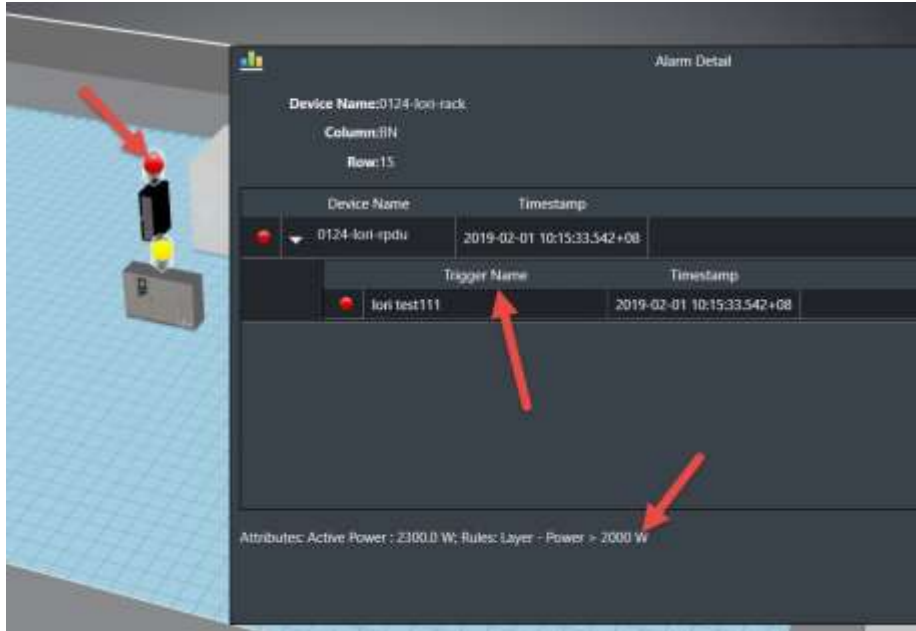 Alarm Detail
Device Name:0124-lori-rack
Column:BN
Row:15
Device Name Timestamp
0124-lori-rpdu 2019-02-01 10:15:33.542+08
Trigger Name Timestamp
lori test111 2019-02-01 10:15:33.542+08
Attributes: Active Power : 2300.0 W; Rules: Layer - Power > 2000 W